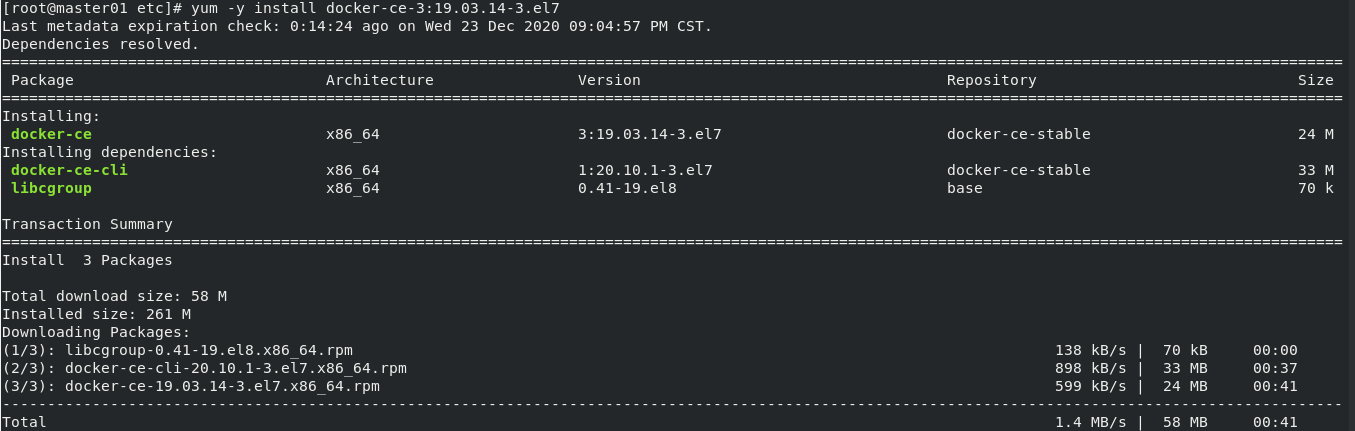 [root@master01 etc]# yum -y install docker-ce-3:19.03.14-3.el7
Last metadata expiration check: 0:14:24 ago on Wed 23 Dec 2020 09:04:57 PM CST.
Dependencies resolved.
=====================================================================================================================================================
 Package                            Architecture                Version                                  Repository                             Size
=====================================================================================================================================================
Installing:
 docker-ce                          x86_64                      3:19.03.14-3.el7                         docker-ce-stable                       24 M
Installing dependencies:
 docker-ce-cli                      x86_64                      1:20.10.1-3.el7                          docker-ce-stable                       33 M
 libcgroup                          x86_64                      0.41-19.el8                              base                                   70 k
Transaction Summary
=====================================================================================================================================================
Install  3 Packages
Total download size: 58 M
Installed size: 261 M
Downloading Packages:
(1/3): libcgroup-0.41-19.el8.x86_64.rpm                                                                              138 kB/s |  70 kB     00:00
(2/3): docker-ce-cli-20.10.1-3.el7.x86_64.rpm                                                                        898 kB/s |  33 MB     00:37
(3/3): docker-ce-19.03.14-3.el7.x86_64.rpm                                                                           599 kB/s |  24 MB     00:41
-----------------------------------------------------------------------------------------------------------------------------------------------------
Total                                                                                                                1.4 MB/s |  58 MB     00:41